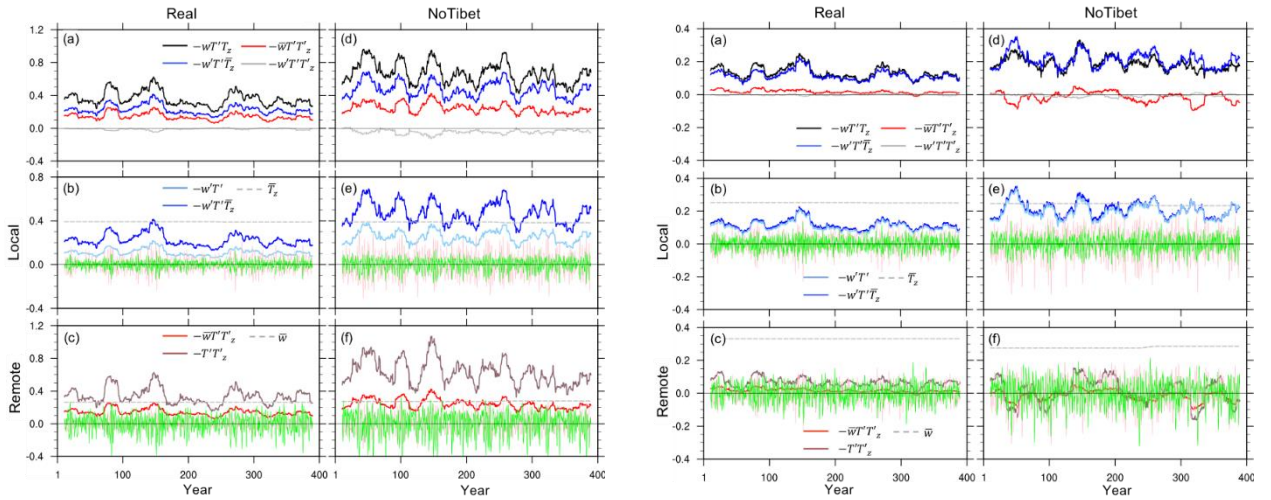 Real NoTibet
(a) −wT′T_z −w̄T′T′_z
−w′T′T̄_z −w′T′T′_z
(d)
1.2
0.8
0.4
0.0
-0.4
(b) −w′T′ T̄_z
−w′T′T̄_z
(e)
Local
0.8
0.4
0.0
-0.4
(c) −w̄T′T′_z w̄
−T′T′_z
(f)
Remote
1.2
0.8
0.4
0.0
-0.4
1 100 200 300 1 100 200 300 400
Year Year
Real NoTibet
(a)
(d)
−wT′T_z −w̄T′T′_z
−w′T′T̄_z −w′T′T′_z
0.4
0.2
0.0
-0.2
-0.4
(b)
(e)
−w′T′ T̄_z
−w′T′T̄_z
Local
0.4
0.2
0.0
-0.2
-0.4
(c)
(f)
−w̄T′T′_z w̄
−T′T′_z
Remote
0.4
0.2
0.0
-0.2
-0.4
1 100 200 300 1 100 200 300 400
Year Year